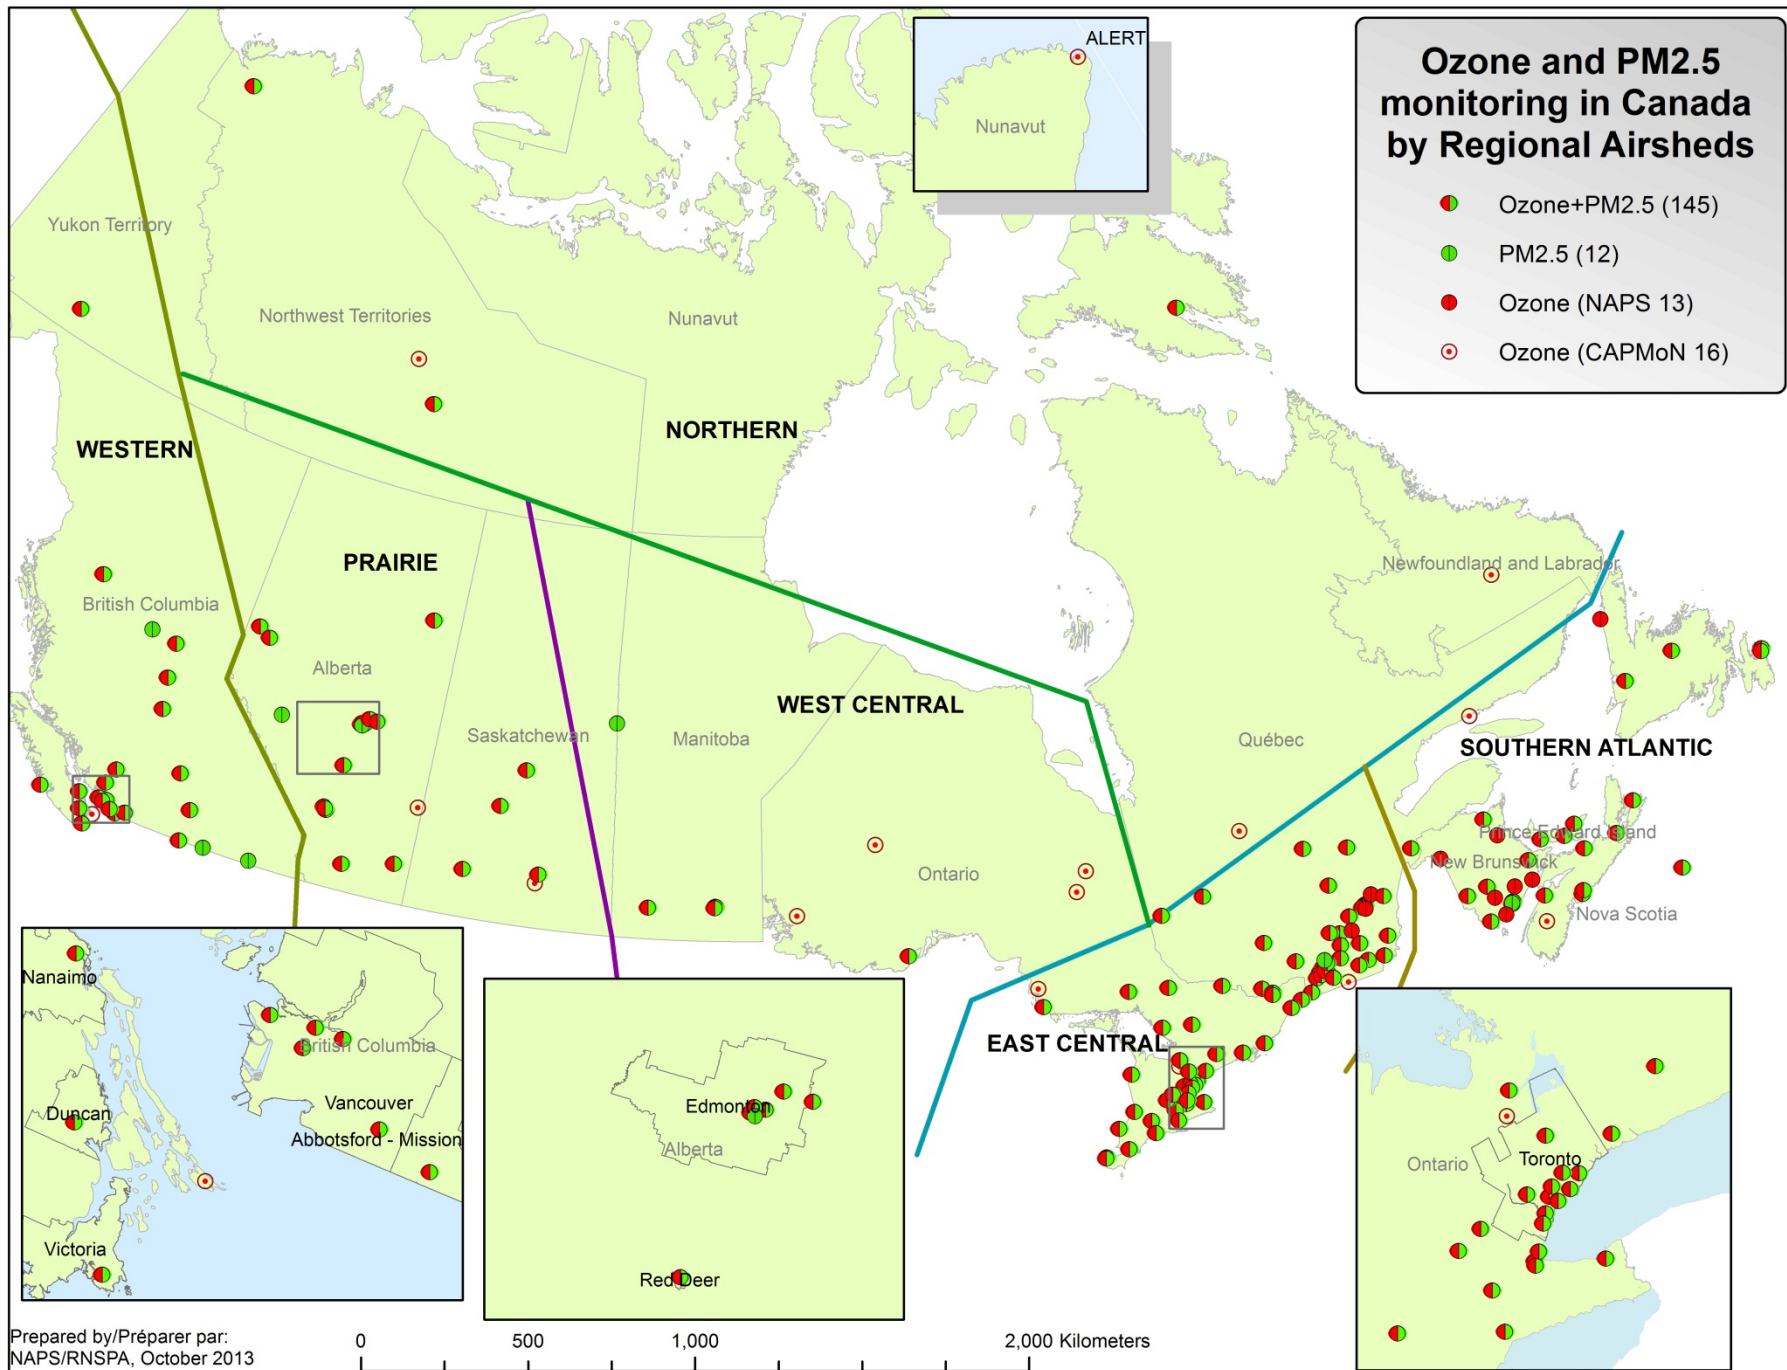 ALERT
Nunavut
Ozone and PM2.5
monitoring in Canada
by Regional Airsheds
Ozone+PM2.5 (145)
PM2.5 (12)
Ozone (NAPS 13)
Ozone (CAPMoN 16)
Yukon Territory
Northwest Territories
Nunavut
WESTERN
NORTHERN
PRAIRIE
British Columbia
Newfoundland and Labrador
Alberta
WEST CENTRAL
Saskatchewan
Manitoba
Québec
SOUTHERN ATLANTIC
Prince Edward Island
New Brunswick
Ontario
Nova Scotia
EAST CENTRAL
Nanaimo
British Columbia
Duncan
Vancouver
Abbotsford - Mission
Victoria
Edmonton
Alberta
Red Deer
Ontario
Toronto
Prepared by/Préparer par:
NAPS/RNSPA, October 2013
0 500 1,000 2,000 Kilometers